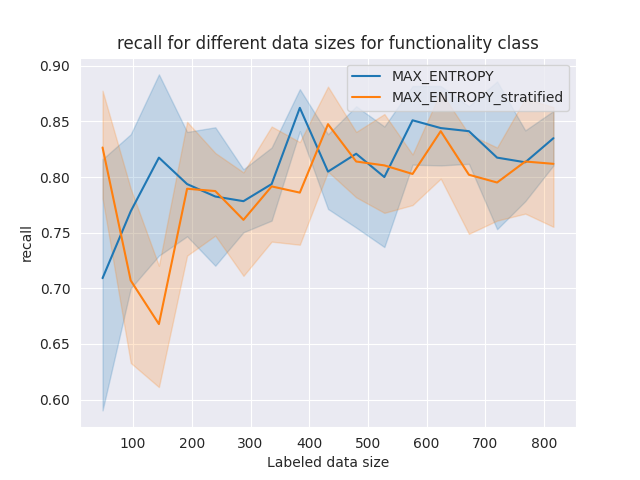 recall for different data sizes for functionality class
MAX_ENTROPY
MAX_ENTROPY_stratified
0.90
0.85
0.80
0.75
0.70
0.65
0.60
recall
100 200 300 400 500 600 700 800
Labeled data size